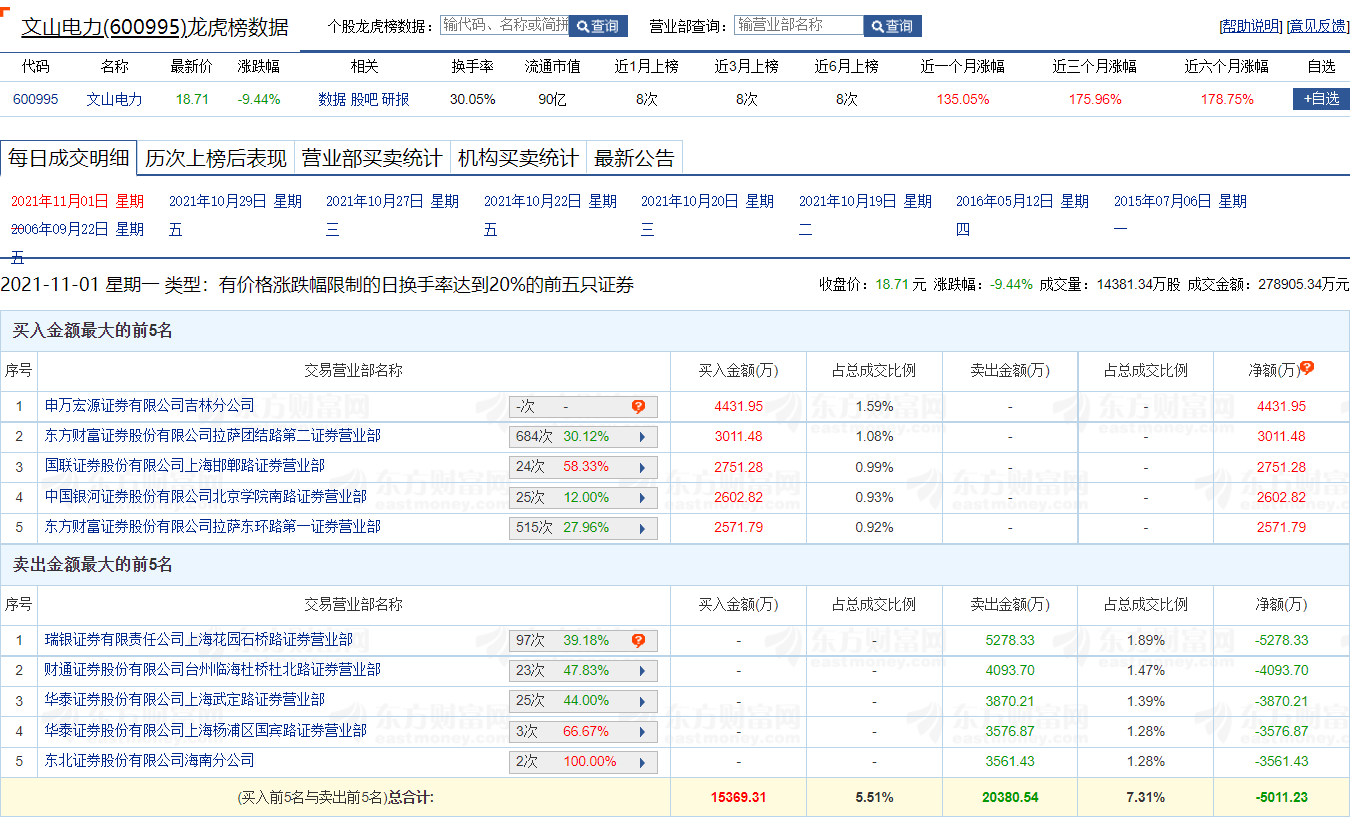 文山电力(600995)龙虎榜数据 个股龙虎榜数据： 输代码、名称或简拼 查询 营业部查询： 输营业部名称 查询 [帮助说明] [意见反馈]
代码 名称 最新价 涨跌幅 相关 换手率 流通市值 近1月上榜 近3月上榜 近6月上榜 近一个月涨幅 近三个月涨幅 近六个月涨幅 自选
600995 文山电力 18.71 -9.44% 数据 股吧 研报 30.05% 90亿 8次 8次 8次 135.05% 175.96% 178.75% +自选
每日成交明细 历次上榜后表现 营业部买卖统计 机构买卖统计 最新公告
2021年11月01日 星期 2021年10月29日 星期 2021年10月27日 星期 2021年10月22日 星期 2021年10月20日 星期 2021年10月19日 星期 2016年05月12日 星期 2015年07月06日 星期
2006年09月22日 星期 五 三 五 三 二 四 一
五
2021-11-01 星期一 类型：有价格涨跌幅限制的日换手率达到20%的前五只证券 收盘价：18.71 元 涨跌幅：-9.44% 成交量：14381.34万股 成交金额：278905.34万元
买入金额最大的前5名
序号 交易营业部名称 买入金额(万) 占总成交比例 卖出金额(万) 占总成交比例 净额(万)
1 申万宏源证券有限公司吉林分公司 -次 - 4431.95 1.59% - - 4431.95
2 东方财富证券股份有限公司拉萨团结路第二证券营业部 684次 30.12% 3011.48 1.08% - - 3011.48
3 国联证券股份有限公司上海邯郸路证券营业部 24次 58.33% 2751.28 0.99% - - 2751.28
4 中国银河证券股份有限公司北京学院南路证券营业部 25次 12.00% 2602.82 0.93% - - 2602.82
5 东方财富证券股份有限公司拉萨东环路第一证券营业部 515次 27.96% 2571.79 0.92% - - 2571.79
卖出金额最大的前5名
序号 交易营业部名称 买入金额(万) 占总成交比例 卖出金额(万) 占总成交比例 净额(万)
1 瑞银证券有限责任公司上海花园石桥路证券营业部 97次 39.18% - - 5278.33 1.89% -5278.33
2 财通证券股份有限公司台州临海杜桥杜北路证券营业部 23次 47.83% - - 4093.70 1.47% -4093.70
3 华泰证券股份有限公司上海武定路证券营业部 25次 44.00% - - 3870.21 1.39% -3870.21
4 华泰证券股份有限公司上海杨浦区国宾路证券营业部 3次 66.67% - - 3576.87 1.28% -3576.87
5 东北证券股份有限公司海南分公司 2次 100.00% - - 3561.43 1.28% -3561.43
(买入前5名与卖出前5名)总合计: 15369.31 5.51% 20380.54 7.31% -5011.23